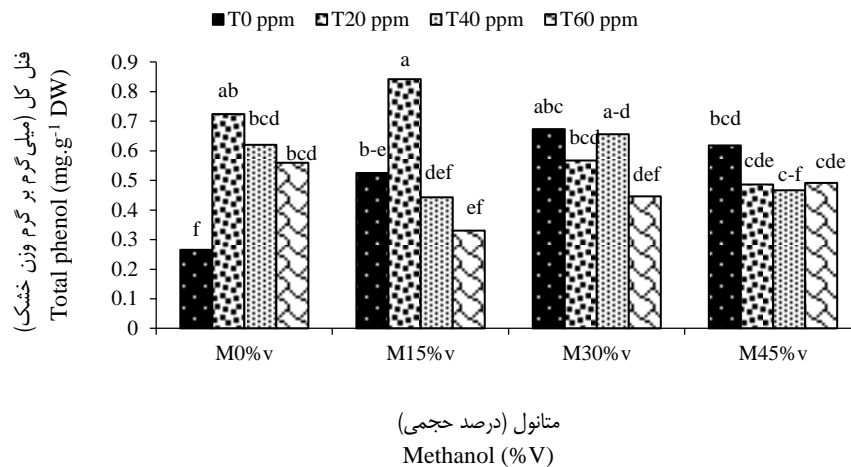 T0 ppm T20 ppm T40 ppm T60 ppm
فنل کل (میلی‌گرم بر گرم وزن خشک)
Total phenol (mg.g-1 DW)
0.9
0.8
0.7
0.6
0.5
0.4
0.3
0.2
0.1
0
f ab bcd bcd
b-e a def ef
abc bcd a-d def
bcd cde c-f cde
M0%v M15%v M30%v M45%v
متانول (درصد حجمی)
Methanol (%V)